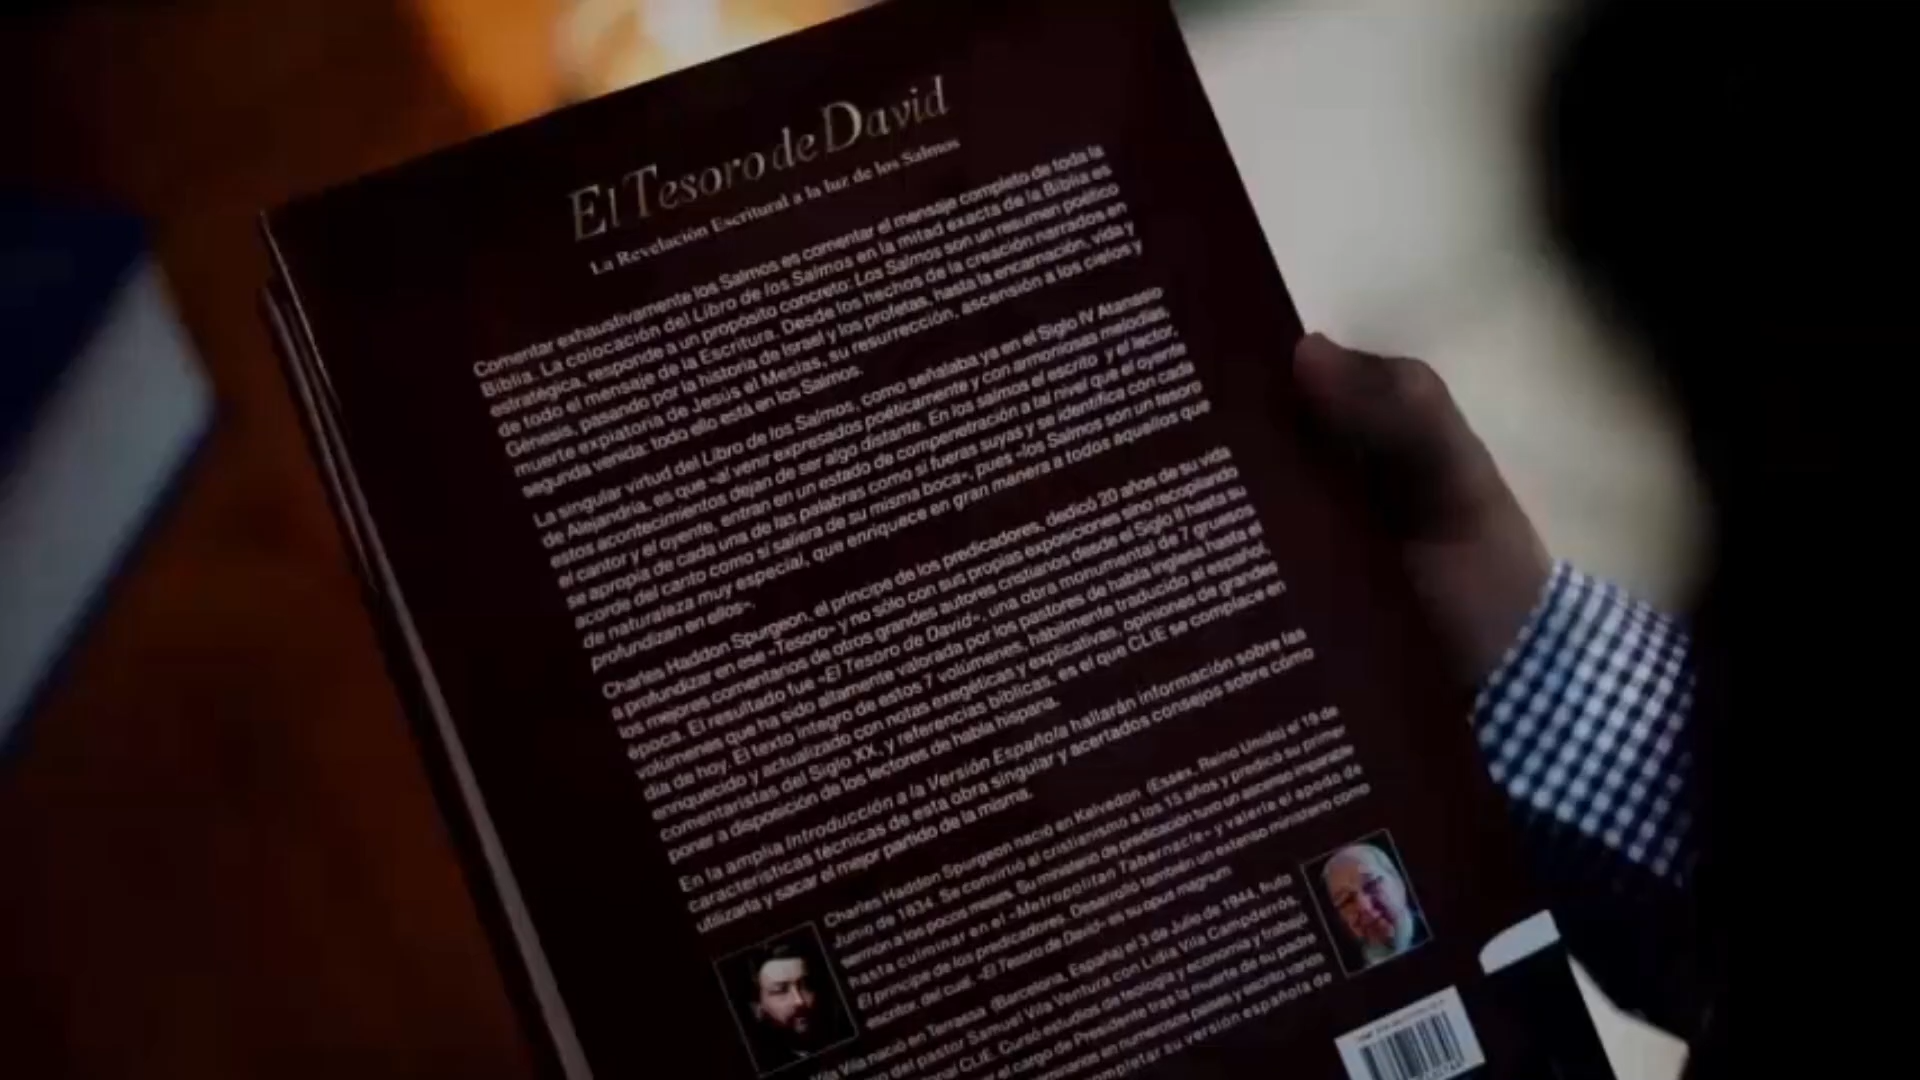 El Tesoro de David
La Revelación Escritural a la luz de los Salmos
Comentar exhaustivamente los Salmos es comentar el mensaje completo de toda la
Biblia. La colocación del Libro de los Salmos en la mitad exacta de la Biblia es
estratégica, responde a un propósito concreto: Los Salmos son un resumen poético
de todo el mensaje de la Escritura. Desde los hechos de la creación narrados en
Génesis, pasando por la historia de Israel y los profetas, hasta la encarnación, vida y
muerte expiatoria de Jesús el Mesías, su resurrección, ascensión a los cielos y
segunda venida: todo ello está en los Salmos.
La singular virtud del Libro de los Salmos, como señalaba ya en el Siglo IV Atanasio
de Alejandría, es que «al venir expresados poéticamente y con armoniosas melodías,
estos acontecimientos dejan de ser algo distante. En los salmos el escrito y el lector,
el cantor y el oyente, entran en un estado de compenetración a tal nivel que el oyente
se apropia de cada una de las palabras como si fueras suyas y se identifica con cada
acorde del canto como si saliera de su misma boca», pues «los Salmos son un tesoro
de naturaleza muy especial, que enriquece en gran manera a todos aquellos que
profundizan en ellos».
Charles Haddon Spurgeon, el príncipe de los predicadores, dedicó 20 años de su vida
a profundizar en ese «Tesoro» y no sólo con sus propias exposiciones sino recopilando
los mejores comentarios de otros grandes autores cristianos desde el Siglo II hasta su
época. El resultado fue «El Tesoro de David», una obra monumental de 7 gruesos
volúmenes que ha sido altamente valorada por los pastores de habla inglesa hasta el
día de hoy. El texto íntegro de estos 7 volúmenes, hábilmente traducido al español,
enriquecido y actualizado con notas exegéticas y explicativas, opiniones de grandes
comentaristas del Siglo XX, y referencias bíblicas, es el que CLIE se complace en
poner a disposición de los lectores de habla hispana.
En la amplia Introducción a la Versión Española hallarán información sobre las
características técnicas de esta obra singular y acertados consejos sobre cómo
utilizarla y sacar el mejor partido de la misma.
Charles Haddon Spurgeon nació en Kelvedon (Essex, Reino Unido) el 19 de
Junio de 1834. Se convirtió al cristianismo a los 15 años y predicó su primer
sermón a los pocos meses. Su ministerio de predicación tuvo un ascenso imparable
hasta culminar en el «Metropolitan Tabernacle» y valerle el apodo de
El príncipe de los predicadores. Desarrolló también un extenso ministerio como
escritor, del cual, «El Tesoro de David» es su opus magnum
Vila nació en Terrassa (Barcelona, España) el 3 de Julio de 1944, fruto
del pastor Samuel Vila Ventura con Lidia Vila Campderrós.
CLIE. Cursó estudios de teología y economía y trabajó
el cargo de Presidente tras la muerte de su padre
en numerosos países y escrito varios
completar su versión española de